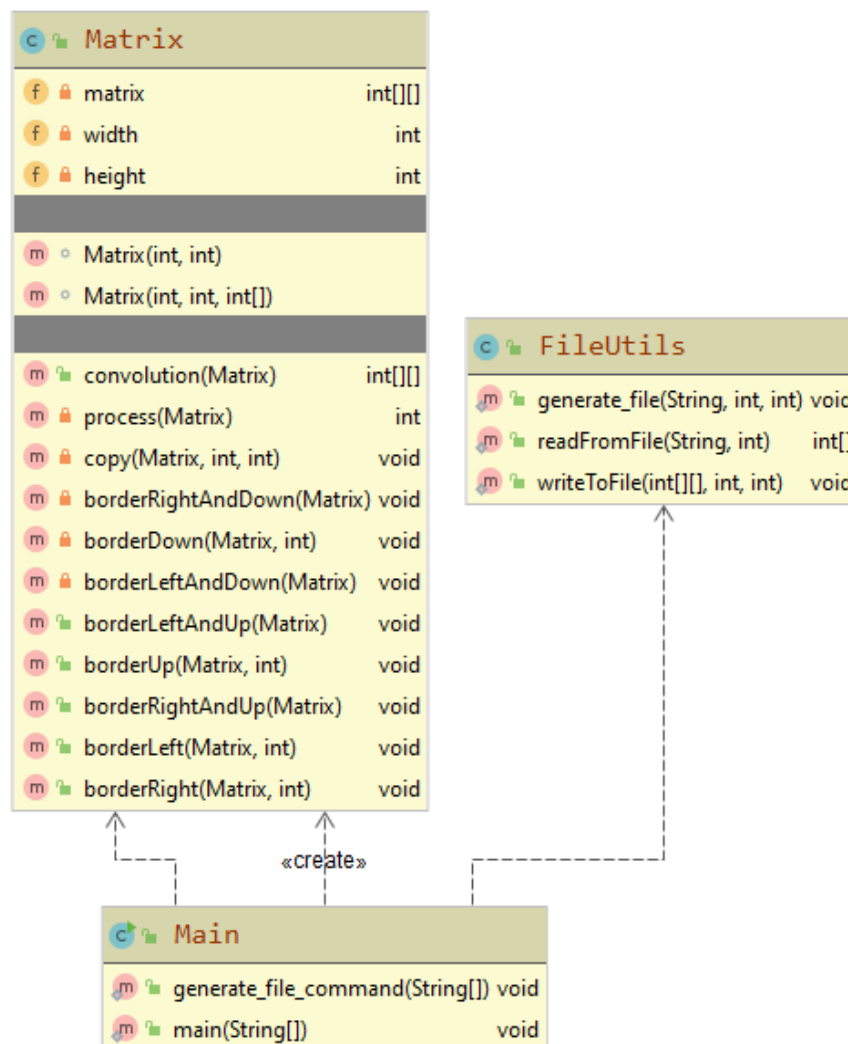 Matrix
matrix int[][]
width int
height int
Matrix(int, int)
Matrix(int, int, int[])
convolution(Matrix) int[][]
process(Matrix) int
copy(Matrix, int, int) void
borderRightAndDown(Matrix) void
borderDown(Matrix, int) void
borderLeftAndDown(Matrix) void
borderLeftAndUp(Matrix) void
borderUp(Matrix, int) void
borderRightAndUp(Matrix) void
borderLeft(Matrix, int) void
borderRight(Matrix, int) void
FileUtils
generate_file(String, int, int) void
readFromFile(String, int) int[]
writeToFile(int[][], int, int) void
«create»
Main
generate_file_command(String[]) void
main(String[]) void